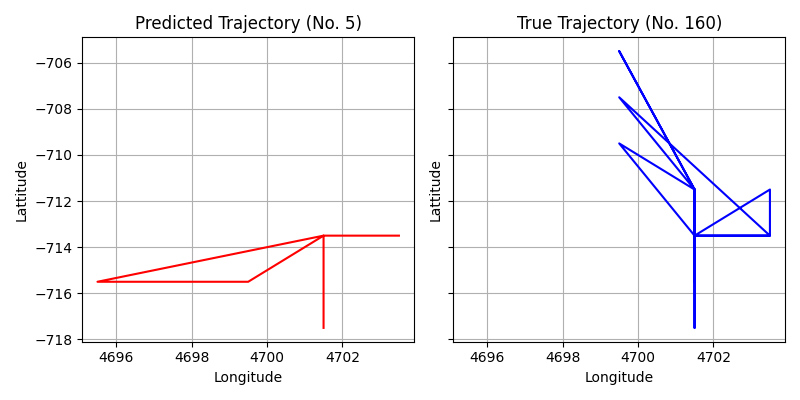 Predicted Trajectory (No. 5)
True Trajectory (No. 160)
−706
−708
−710
−712
−714
−716
−718
Lattitude
Lattitude
4696 4698 4700 4702
4696 4698 4700 4702
Longitude
Longitude